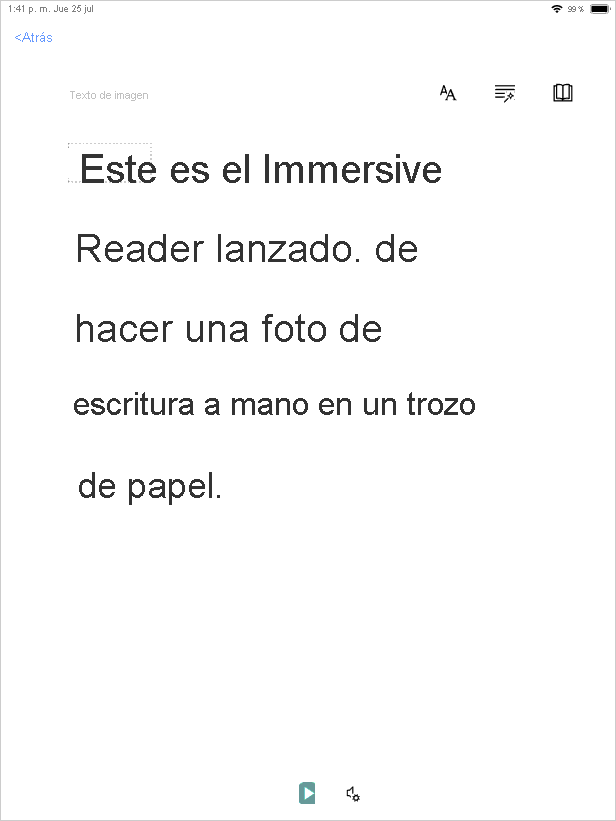 1:41 p. m. Jue 25 jul 99 %
<Atrás
Texto de imagen
AA
Este es el Immersive
Reader lanzado. de
hacer una foto de
escritura a mano en un trozo
de papel.